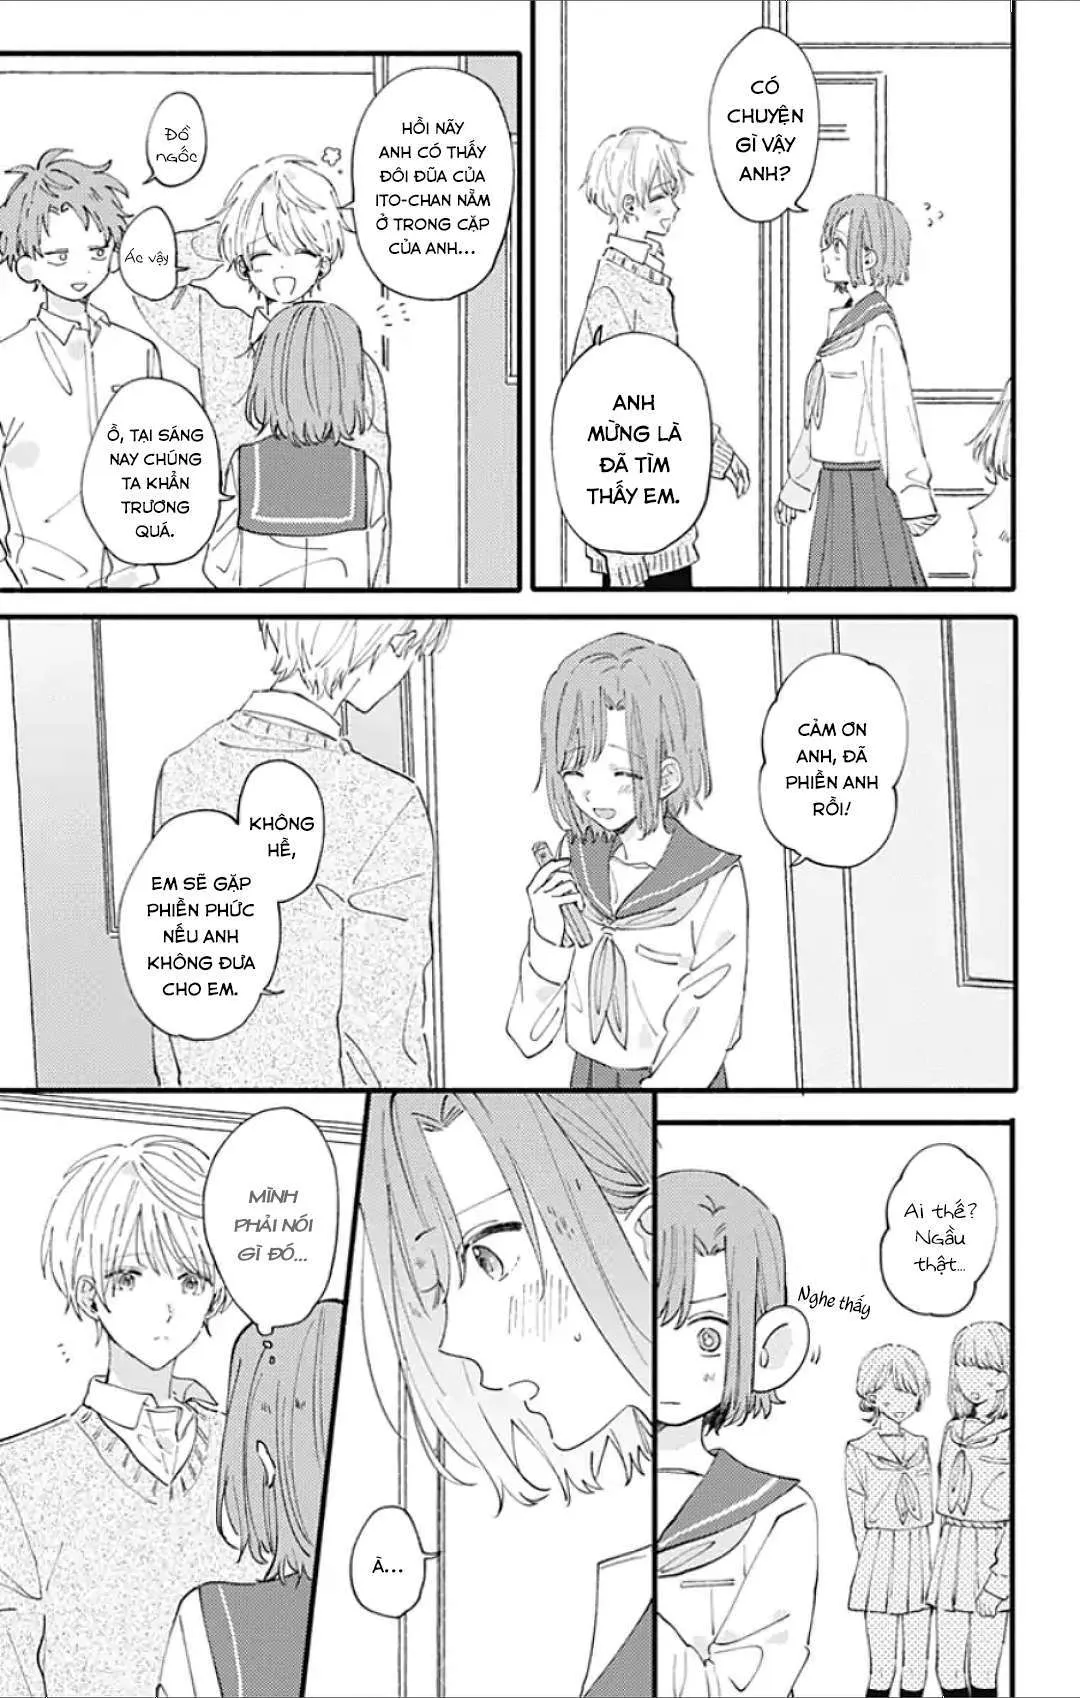 CÓ
CHUYỆN
GÌ VẬY
ANH?
ANH
MỪNG LÀ
ĐÃ TÌM
THẤY EM.
HỒI NÃY
ANH CÓ THẤY
ĐÔI ĐŨA CỦA
ITO-CHAN NẰM
Ở TRONG CẶP
CỦA ANH...
Đồ
ngốc
Ác vậy
Ồ, TẠI SÁNG
NAY CHÚNG
TA KHẨN
TRƯƠNG
QUÁ.
CẢM ƠN
ANH, ĐÃ
PHIỀN ANH
RỒI!
KHÔNG
HỀ,
EM SẼ GẶP
PHIỀN PHỨC
NẾU ANH
KHÔNG ĐƯA
CHO EM.
Ai thế?
Ngầu
thật...
Nghe thấy
À...
MÌNH
PHẢI NÓI
GÌ ĐÓ...